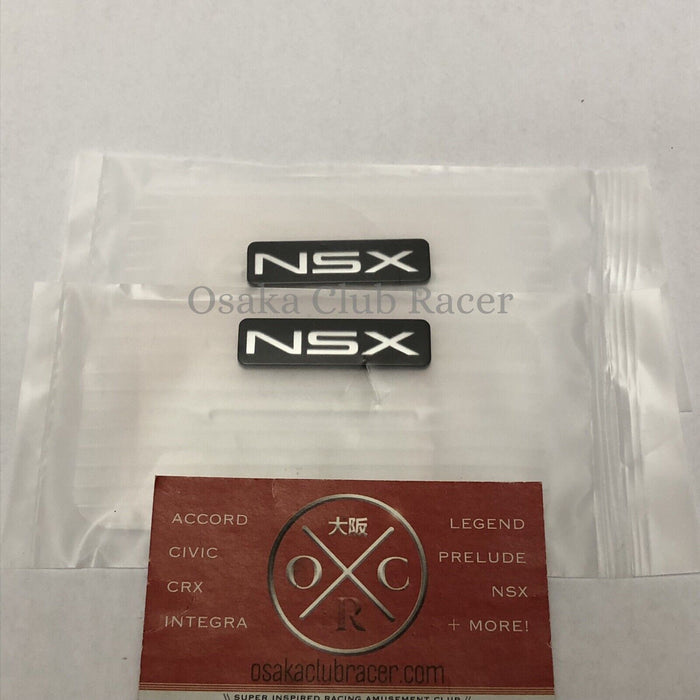 NSX
Osaka Club Racer
NSX
ACCORD
CIVIC
CRX
INTEGRA
大阪
O C
R
LEGEND
PRELUDE
NSX
+ MORE!
osakaclubracer.com
\\ SUPER INSPIRED RACING AMUSEMENT CLUB \\